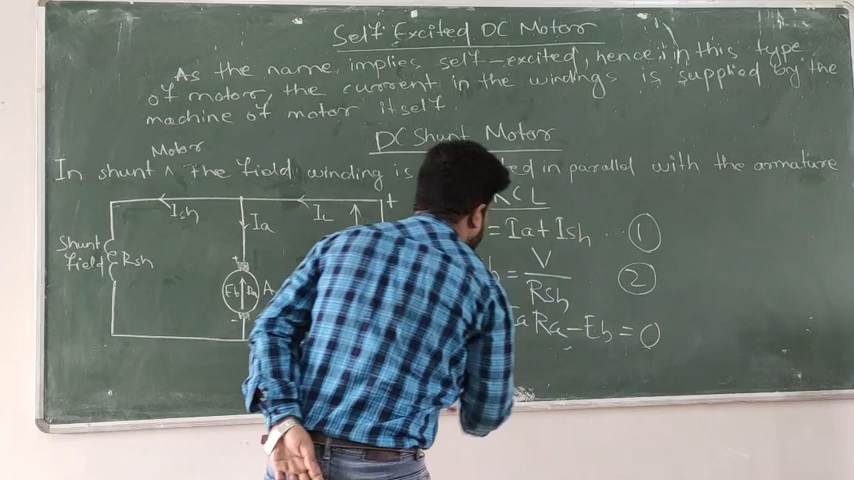 Self Excited DC Motor
As the name, implies self-excited, hence in this type
of motor, the current in the windings is supplied by the
machine of motor itself.
DC Shunt Motor
Motor
In shunt ^ the field winding is in parallel with the armature
KCL
Ish
Ia
IL
+
= Ia + Ish ... ①
Shunt
field
Rsh
+
Eb
Ra
A
-
= V / Rsh ②
Ra - Eb = 0